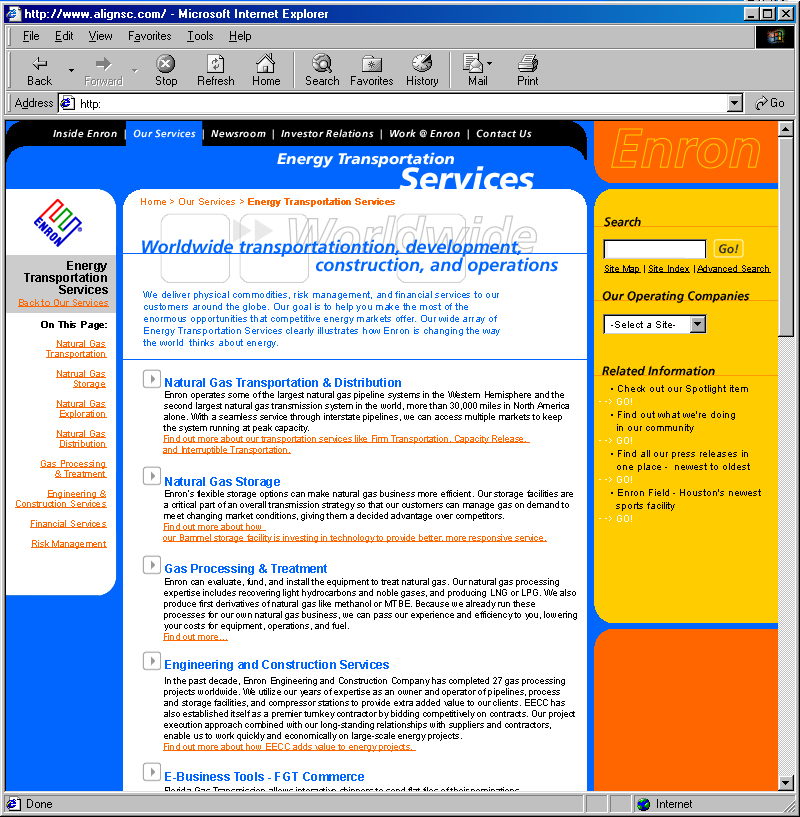 http://www.alignsc.com/ - Microsoft Internet Explorer
File Edit View Favorites Tools Help
Back Forward Stop Refresh Home Search Favorites History Mail Print
Address http: Go
Inside Enron | Our Services | Newsroom | Investor Relations | Work @ Enron | Contact Us
Enron
Energy Transportation
Services
ENRON
Energy
Transportation
Services
Back to Our Services
On This Page:
Natural Gas
Transportation
Natrual Gas
Storage
Natural Gas
Exploration
Natural Gas
Distribution
Gas Processing
& Treatment
Engineering &
Construction Services
Financial Services
Risk Management
Home > Our Services > Energy Transportation Services
Worldwide
Worldwide transportationtion, development,
construction, and operations
We deliver physical commodities, risk management, and financial services to our
customers around the globe. Our goal is to help you make the most of the
enormous opportunities that competitive energy markets offer. Our wide array of
Energy Transportation Services clearly illustrates how Enron is changing the way
the world thinks about energy.
Natural Gas Transportation & Distribution
Enron operates some of the largest natural gas pipeline systems in the Western Hemisphere and the
second largest natural gas transmission system in the world, more than 30,000 miles in North America
alone. With a seamless service through interstate pipelines, we can access multiple markets to keep
the system running at peak capacity.
Find out more about our transportation services like Firm Transportation, Capacity Release,
and Interruptible Transportation.
Natural Gas Storage
Enron's flexible storage options can make natural gas business more efficient. Our storage facilities are
a critical part of an overall transmission strategy so that our customers can manage gas on demand to
meet changing market conditions, giving them a decided advantage over competitors.
Find out more about how
our Bammel storage facility is investing in technology to provide better, more responsive service.
Gas Processing & Treatment
Enron can evaluate, fund, and install the equipment to treat natural gas. Our natural gas processing
expertise includes recovering light hydrocarbons and noble gases, and producing LNG or LPG. We also
produce first derivatives of natural gas like methanol or MTBE. Because we already run these
processes for our own natural gas business, we can pass our experience and efficiency to you, lowering
your costs for equipment, operations, and fuel.
Find out more...
Engineering and Construction Services
In the past decade, Enron Engineering and Construction Company has completed 27 gas processing
projects worldwide. We utilize our years of expertise as an owner and operator of pipelines, process
and storage facilities, and compressor stations to provide extra added value to our clients. EECC has
also established itself as a premier turnkey contractor by bidding competitively on contracts. Our project
execution approach combined with our long-standing relationships with suppliers and contractors,
enable us to work quickly and economically on large-scale energy projects.
Find out more about how EECC adds value to energy projects.
E-Business Tools - FGT Commerce
Florida Gas Transmission allows interactive shippers to send flat files of their nominations,
Search
Go!
Site Map | Site Index | Advanced Search
Our Operating Companies
-Select a Site-
Related Information
• Check out our Spotlight item
--> GO!
• Find out what we're doing
in our community
--> GO!
• Find all our press releases in
one place - newest to oldest
--> GO!
• Enron Field - Houston's newest
sports facility
--> GO!
Done Internet